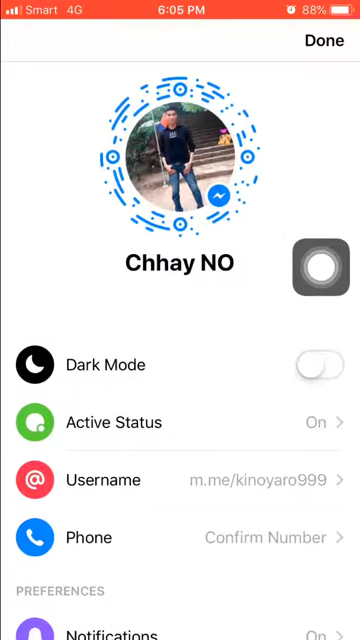 Smart 4G 6:05 PM 88%
Done
Chhay NO
Dark Mode
Active Status On
Username m.me/kinoyaro999
Phone Confirm Number
PREFERENCES
Notifications On